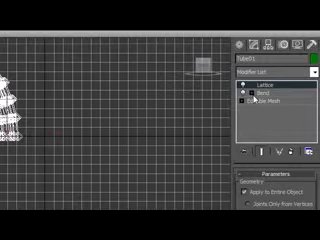 Tube01
Modifier List
Lattice
Bend
Editable Mesh
Parameters
Geometry
Apply to Entire Object
Joints Only from Vertices